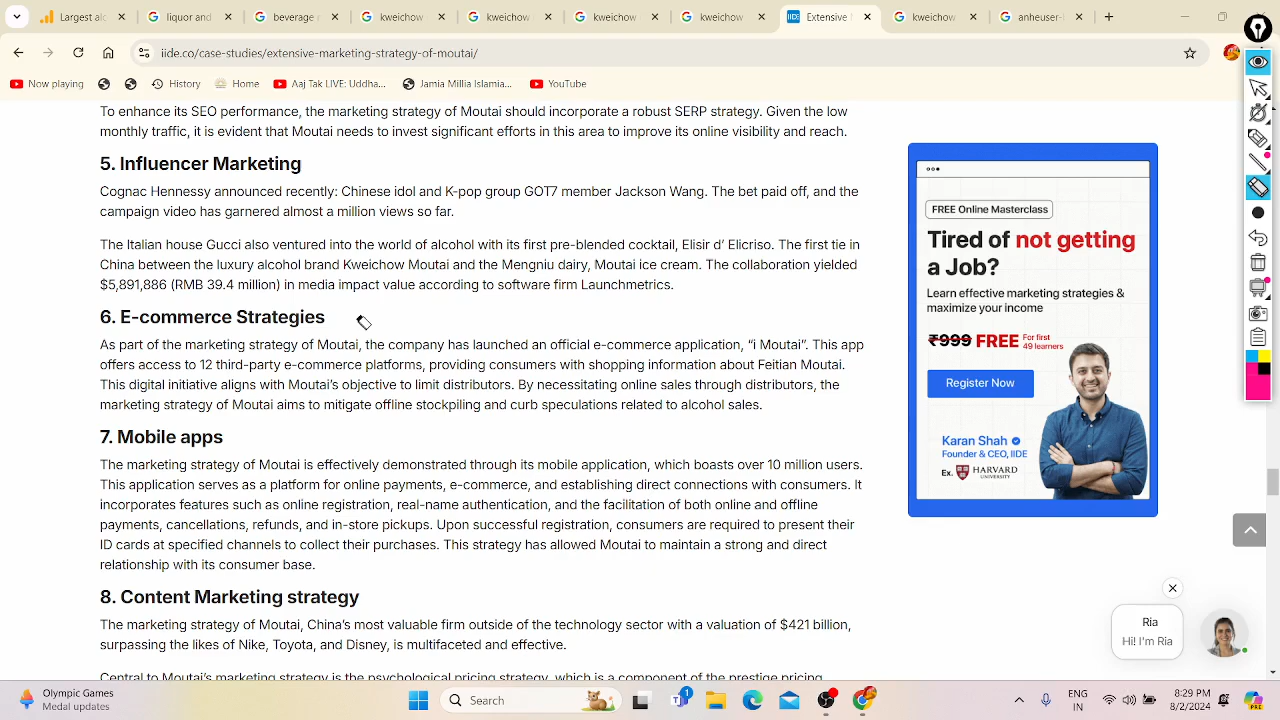 Largestalc
liquor and
beverage
kweichow
kweichow
kweichow
kweichow
Extensive
kweichow
anheuser-
iide.co/case-studies/extensive-marketing-strategy-of-moutai/
Now playing
History
Home
Aaj Tak LIVE: Uddha...
Jamia Millia Islamia...
YouTube
To enhance its SEO performance, the marketing strategy of Moutai should incorporate a robust SERP strategy. Given the low
monthly traffic, it is evident that Moutai needs to invest significant efforts in this area to improve its online visibility and reach.
5. Influencer Marketing
Cognac Hennessy announced recently: Chinese idol and K-pop group GOT7 member Jackson Wang. The bet paid off, and the
campaign video has garnered almost a million views so far.
The Italian house Gucci also ventured into the world of alcohol with its first pre-blended cocktail, Elisir d’ Elicriso. The first tie in
China between the luxury alcohol brand Kweichow Moutai and the Mengniu dairy, Moutai ice cream. The collaboration yielded
$5,891,886 (RMB 39.4 million) in media impact value according to software firm Launchmetrics.
6. E-commerce Strategies
As part of the marketing strategy of Moutai, the company has launched an official e-commerce application, “i Moutai”. This app
offers access to 12 third-party e-commerce platforms, providing consumers with shopping information about Feitian Moutai.
This digital initiative aligns with Moutai’s objective to limit distributors. By necessitating online sales through distributors, the
marketing strategy of Moutai aims to mitigate the stockpiling and curb speculations related to alcohol sales.
7. Mobile apps
The marketing strategy of Moutai is effectively demonstrated through its mobile application, which boasts over 10 million users.
This application serves as a platform for online payments, e-commerce, and establishing direct connections with consumers. It
incorporates features such as online registration, real-name authentication, and the facilitation of both online and offline
payments, cancellations, refunds, and in-store pickups. Upon successful registration, consumers are required to present their
ID cards at specified channels to collect their purchases. This strategy has allowed Moutai to maintain a strong and direct
relationship with its consumer base.
8. Content Marketing strategy
The marketing strategy of Moutai, China’s most valuable firm outside of the technology sector with a valuation of $421 billion,
surpassing the likes of Nike, Toyota, and Disney, is multifaceted and effective.
Central to Moutai’s marketing strategy is the prestige pricing
FREE Online Masterclass
Tired of not getting
a Job?
Learn effective marketing strategies &
maximize your income
₹999 FREE For first
49 learners
Register Now
Karan Shah
Founder & CEO, IIDE
Ex. HARVARD
UNIVERSITY
Ria
Hi! I'm Ria
Olympic Games
Medal updates
Search
1
ENG
IN
8:29 PM
8/2/2024
PRE